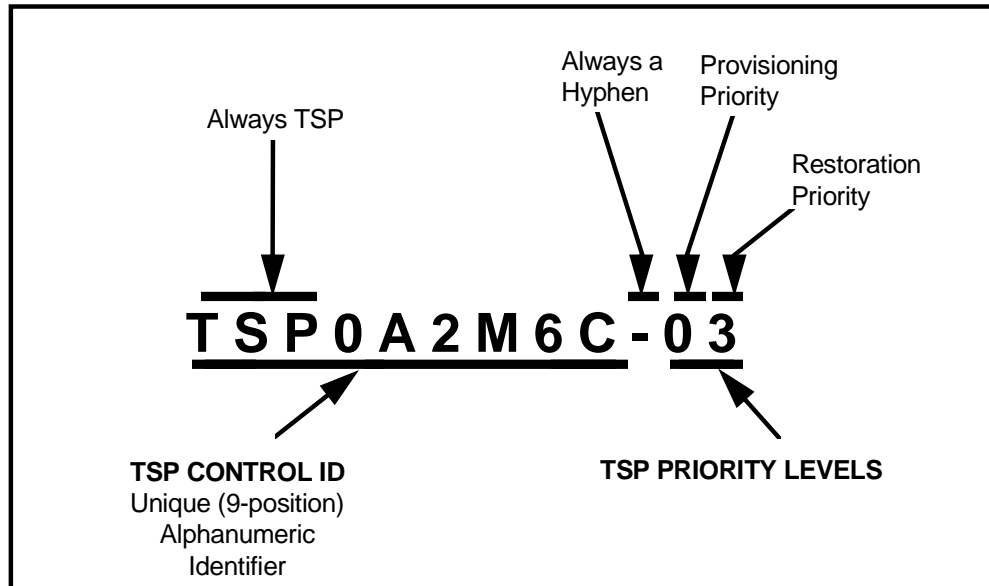 Always TSP
Always a
Hyphen
Provisioning
Priority
Restoration
Priority
TSP0A2M6C-03
TSP CONTROL ID
Unique (9-position)
Alphanumeric
Identifier
TSP PRIORITY LEVELS